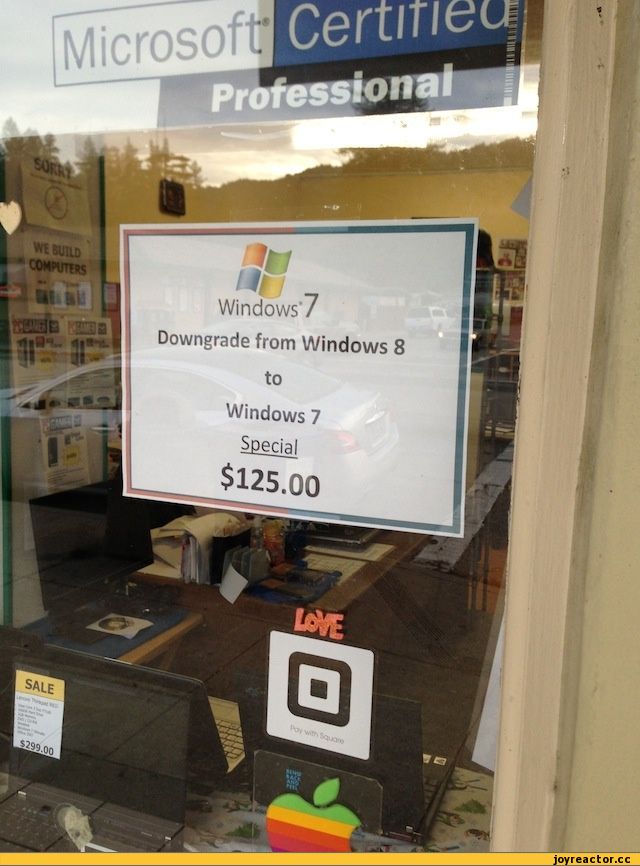 Microsoft Certified
Professional
SORRY
WE BUILD
COMPUTERS
Windows 7
Downgrade from Windows 8
to
Windows 7
Special
$125.00
LOVE
Pay with Square
SALE
$299.00
joyreactor.cc